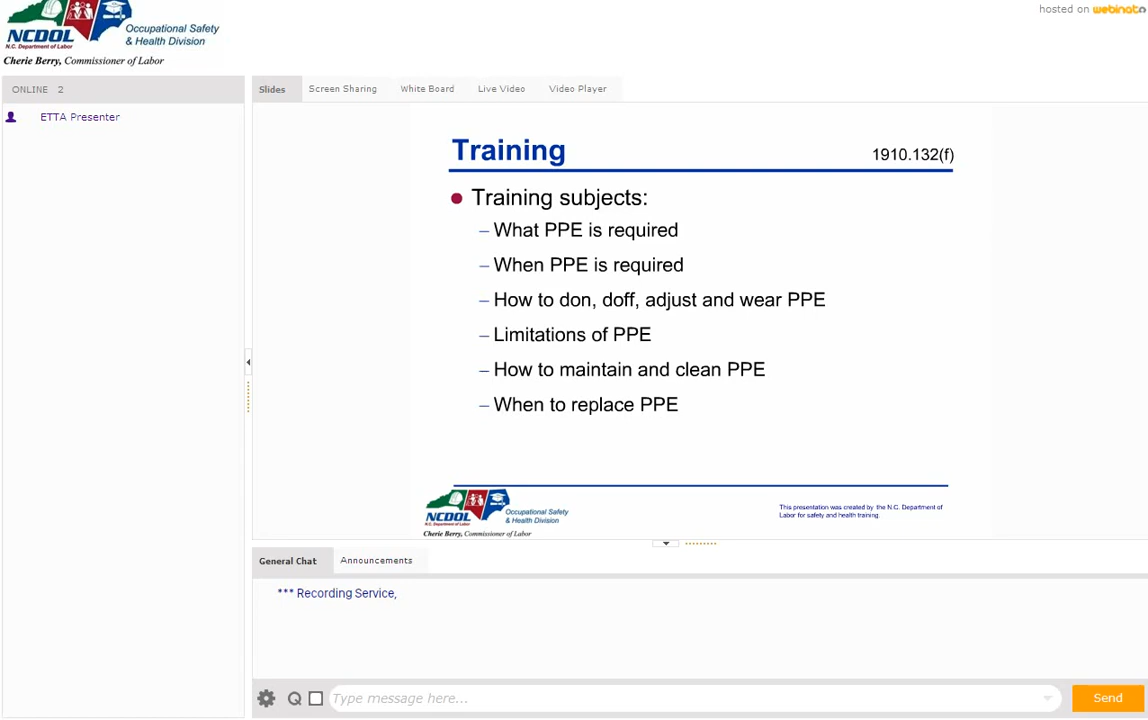 hosted on webinato
NCDOL
N.C. Department of Labor
Occupational Safety
& Health Division
Cherie Berry, Commissioner of Labor
ONLINE 2
ETTA Presenter
Slides Screen Sharing White Board Live Video Video Player
Training 1910.132(f)
Training subjects:
– What PPE is required
– When PPE is required
– How to don, doff, adjust and wear PPE
– Limitations of PPE
– How to maintain and clean PPE
– When to replace PPE
NCDOL
N.C. Department of Labor
Occupational Safety
& Health Division
Cherie Berry, Commissioner of Labor
This presentation was created by the N.C. Department of
Labor for safety and health training.
General Chat Announcements
*** Recording Service,
Type message here...
Send